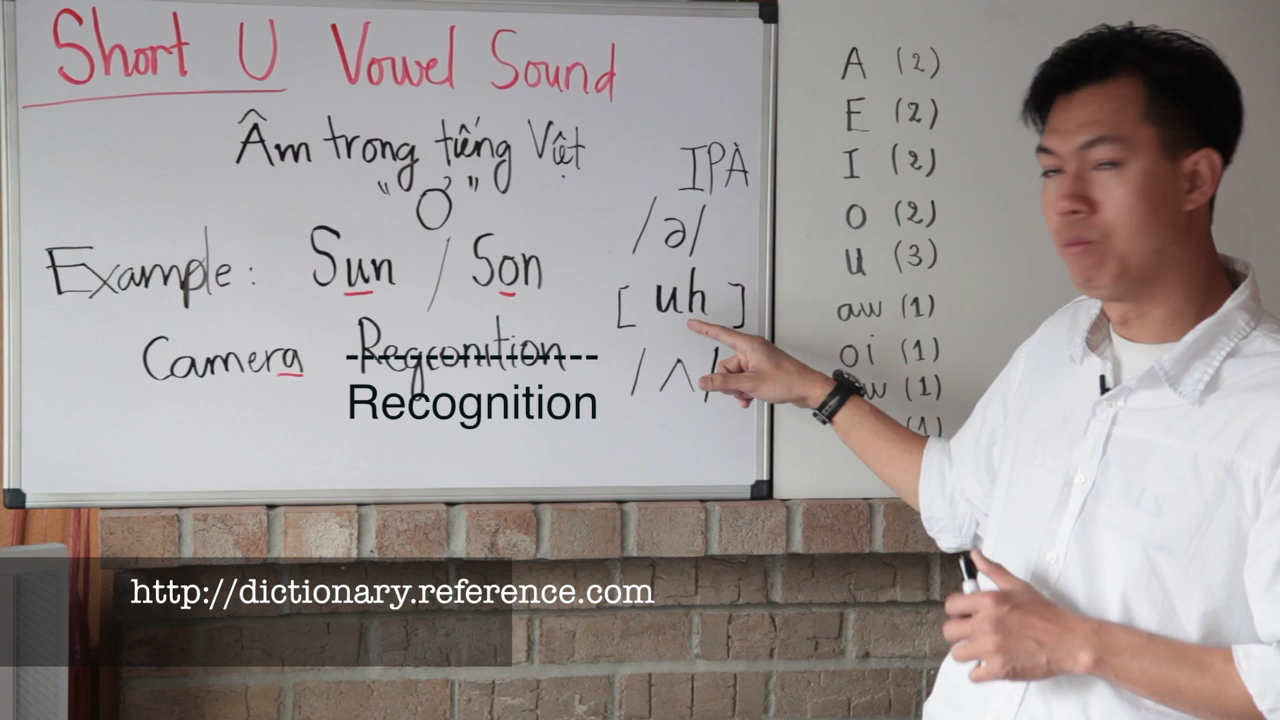 Short U Vowel Sound
Âm trong tiếng Việt
"Ơ"
Example: Sun / Son
Camera Regconition
Recognition
IPA
/ə/
[uh]
/ʌ/
A (2)
E (2)
I (2)
O (2)
U (3)
aw (1)
oi (1)
(1)
(1)
http://dictionary.reference.com